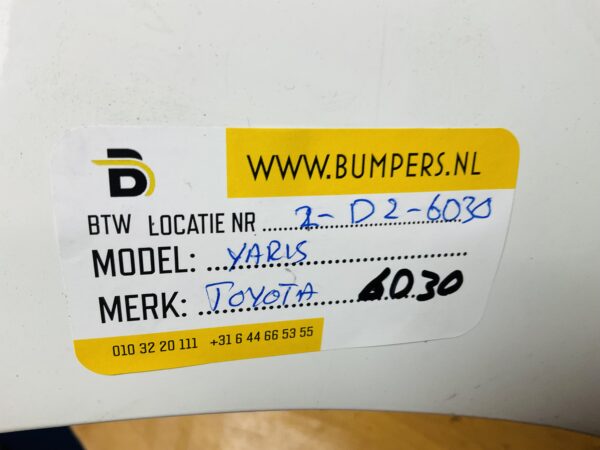 WWW.BUMPERS.NL
BTW LOCATIE NR ........ 2-D2-6030
MODEL: ........ YARIS
MERK: ........ TOYOTA 6030
010 32 20 111 +31 6 44 66 53 55